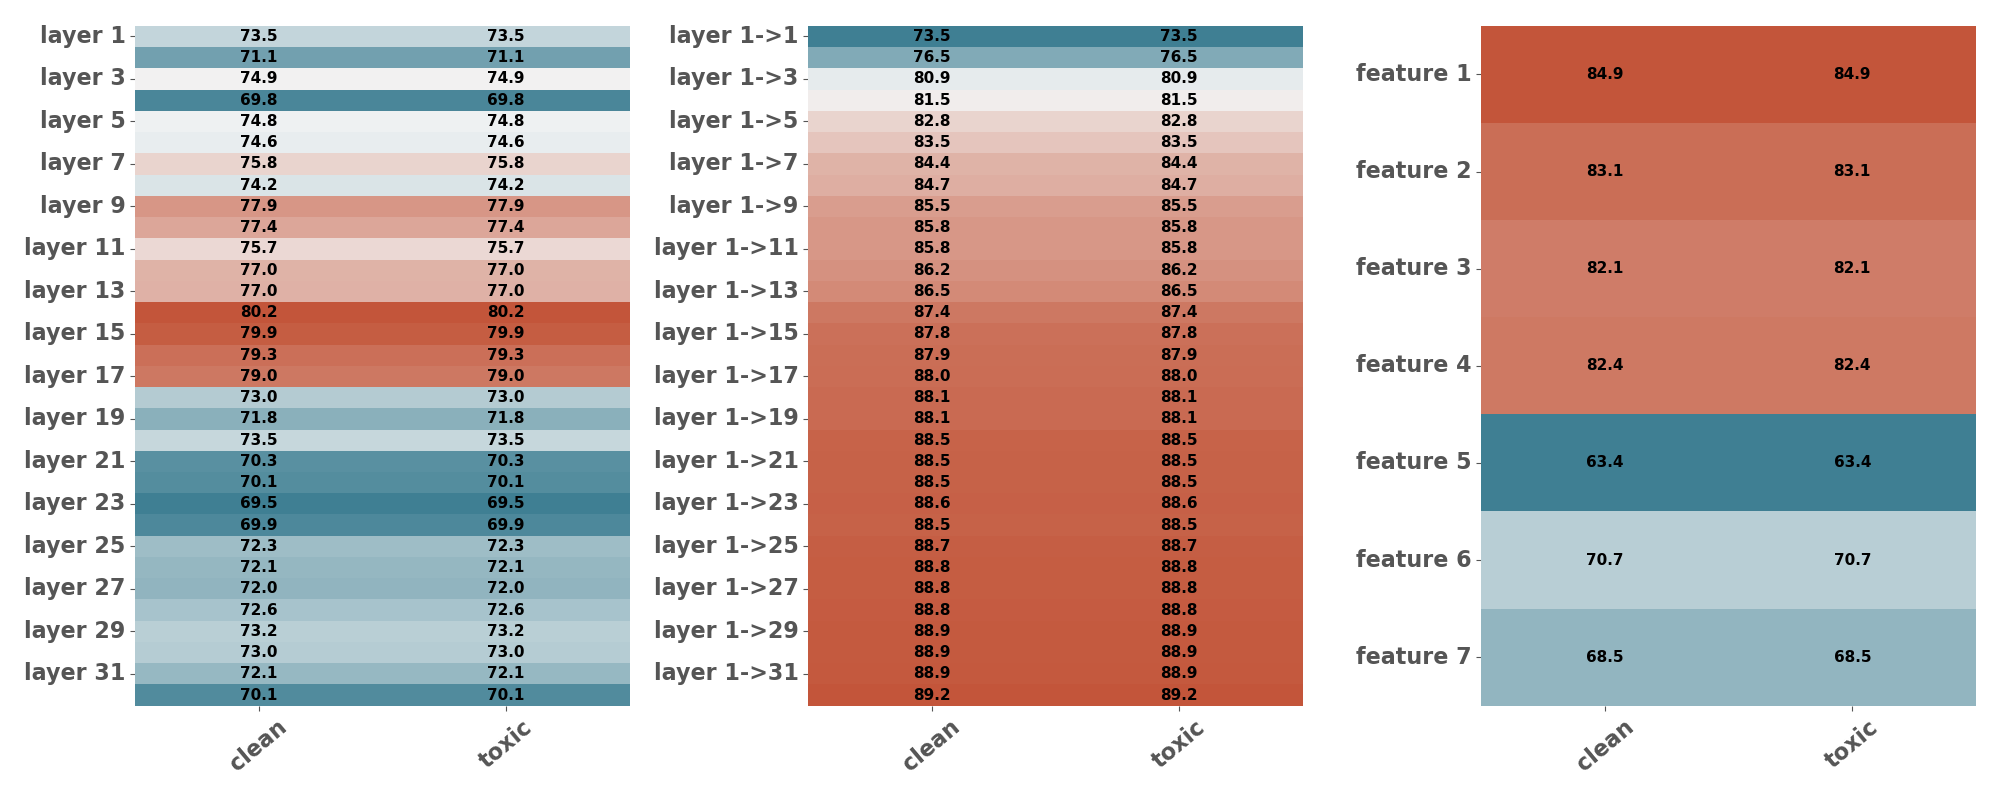 layer 1 73.5 73.5
71.1 71.1
layer 3 74.9 74.9
69.8 69.8
layer 5 74.8 74.8
74.6 74.6
layer 7 75.8 75.8
74.2 74.2
layer 9 77.9 77.9
77.4 77.4
layer 11 75.7 75.7
77.0 77.0
layer 13 77.0 77.0
80.2 80.2
layer 15 79.9 79.9
79.3 79.3
layer 17 79.0 79.0
73.0 73.0
layer 19 71.8 71.8
73.5 73.5
layer 21 70.3 70.3
70.1 70.1
layer 23 69.5 69.5
69.9 69.9
layer 25 72.3 72.3
72.1 72.1
layer 27 72.0 72.0
72.6 72.6
layer 29 73.2 73.2
73.0 73.0
layer 31 72.1 72.1
70.1 70.1
clean toxic
layer 1->1 73.5 73.5
76.5 76.5
layer 1->3 80.9 80.9
81.5 81.5
layer 1->5 82.8 82.8
83.5 83.5
layer 1->7 84.4 84.4
84.7 84.7
layer 1->9 85.5 85.5
85.8 85.8
layer 1->11 85.8 85.8
86.2 86.2
layer 1->13 86.5 86.5
87.4 87.4
layer 1->15 87.8 87.8
87.9 87.9
layer 1->17 88.0 88.0
88.1 88.1
layer 1->19 88.1 88.1
88.5 88.5
layer 1->21 88.5 88.5
88.5 88.5
layer 1->23 88.6 88.6
88.5 88.5
layer 1->25 88.7 88.7
88.8 88.8
layer 1->27 88.8 88.8
88.8 88.8
layer 1->29 88.9 88.9
88.9 88.9
layer 1->31 88.9 88.9
89.2 89.2
clean toxic
feature 1 84.9 84.9
feature 2 83.1 83.1
feature 3 82.1 82.1
feature 4 82.4 82.4
feature 5 63.4 63.4
feature 6 70.7 70.7
feature 7 68.5 68.5
clean toxic